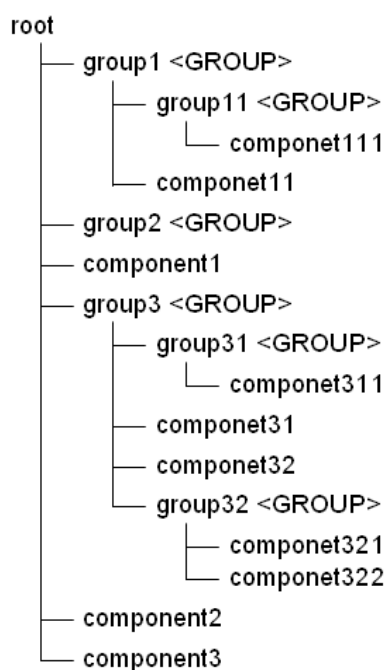 root
group1 <GROUP>
group11 <GROUP>
componet111
componet11
group2 <GROUP>
component1
group3 <GROUP>
group31 <GROUP>
componet311
componet31
componet32
group32 <GROUP>
componet321
componet322
component2
component3